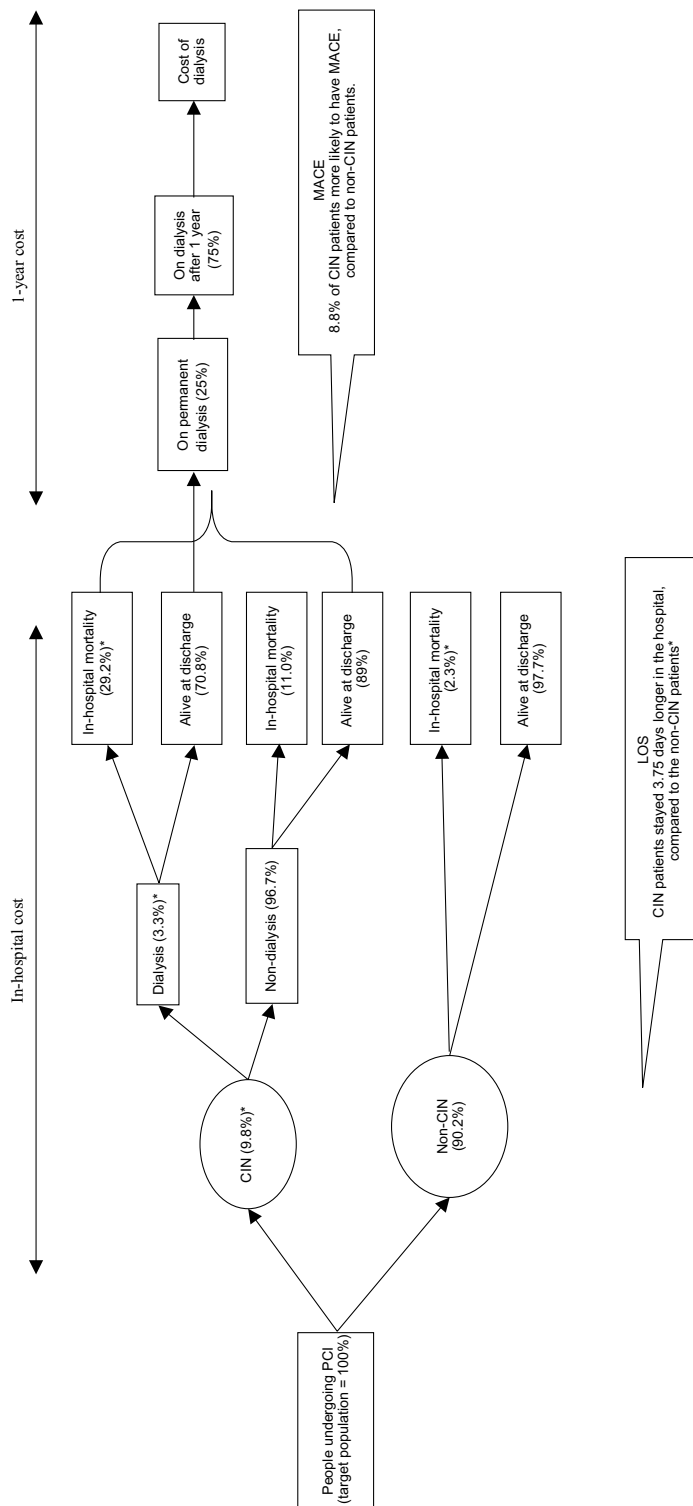 In-hospital cost
1-year cost
People undergoing PCI
(target population = 100%)
CIN (9.8%)*
Non-CIN
(90.2%)
Dialysis (3.3%)*
Non-dialysis (96.7%)
In-hospital mortality
(29.2%)*
Alive at discharge
(70.8%)
In-hospital mortality
(11.0%)
Alive at discharge
(89%)
In-hospital mortality
(2.3%)*
Alive at discharge
(97.7%)
On permanent
dialysis (25%)
On dialysis
after 1 year
(75%)
Cost of
dialysis
MACE
8.8% of CIN patients more likely to have MACE,
compared to non-CIN patients.
LOS
CIN patients stayed 3.75 days longer in the hospital,
compared to the non-CIN patients*